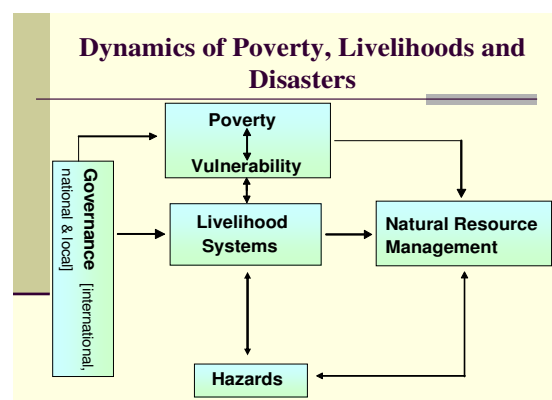 Dynamics of Poverty, Livelihoods and
Disasters
Poverty
Vulnerability
Governance [international,
national & local]
Livelihood
Systems
Natural Resource
Management
Hazards